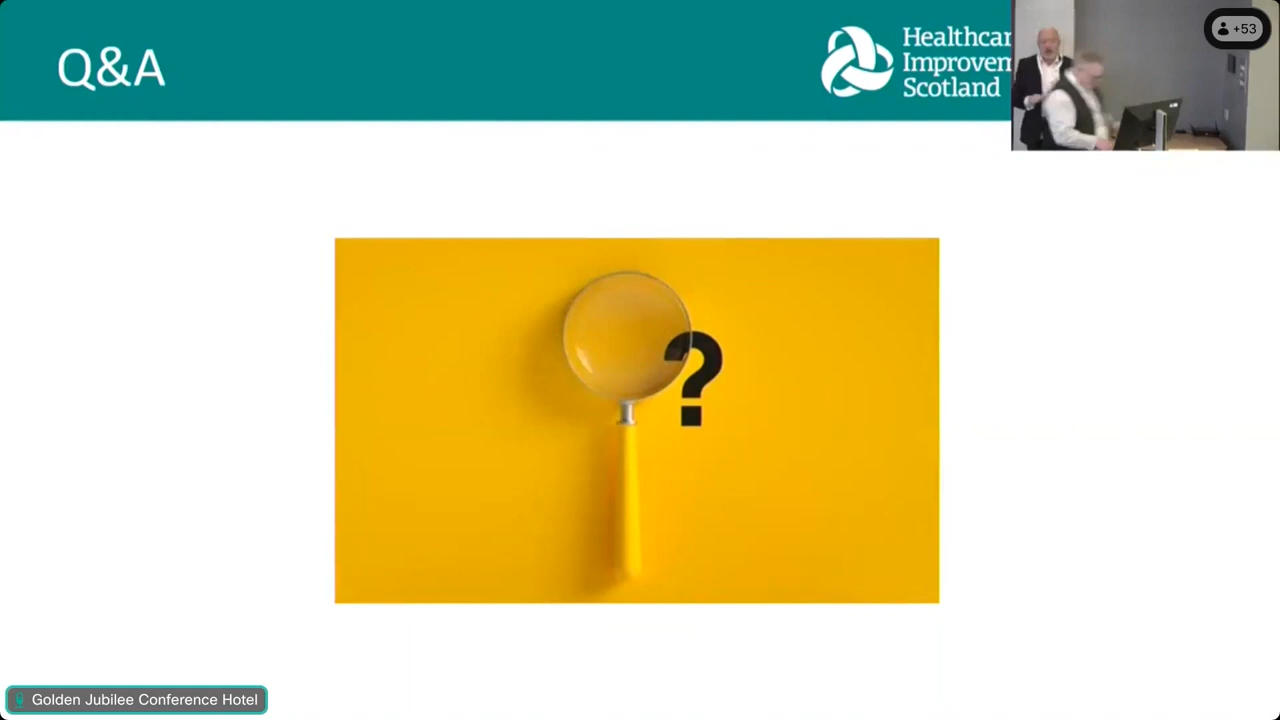 Q&A
Healthcar
Improvem
Scotland
+53
?
Golden Jubilee Conference Hotel